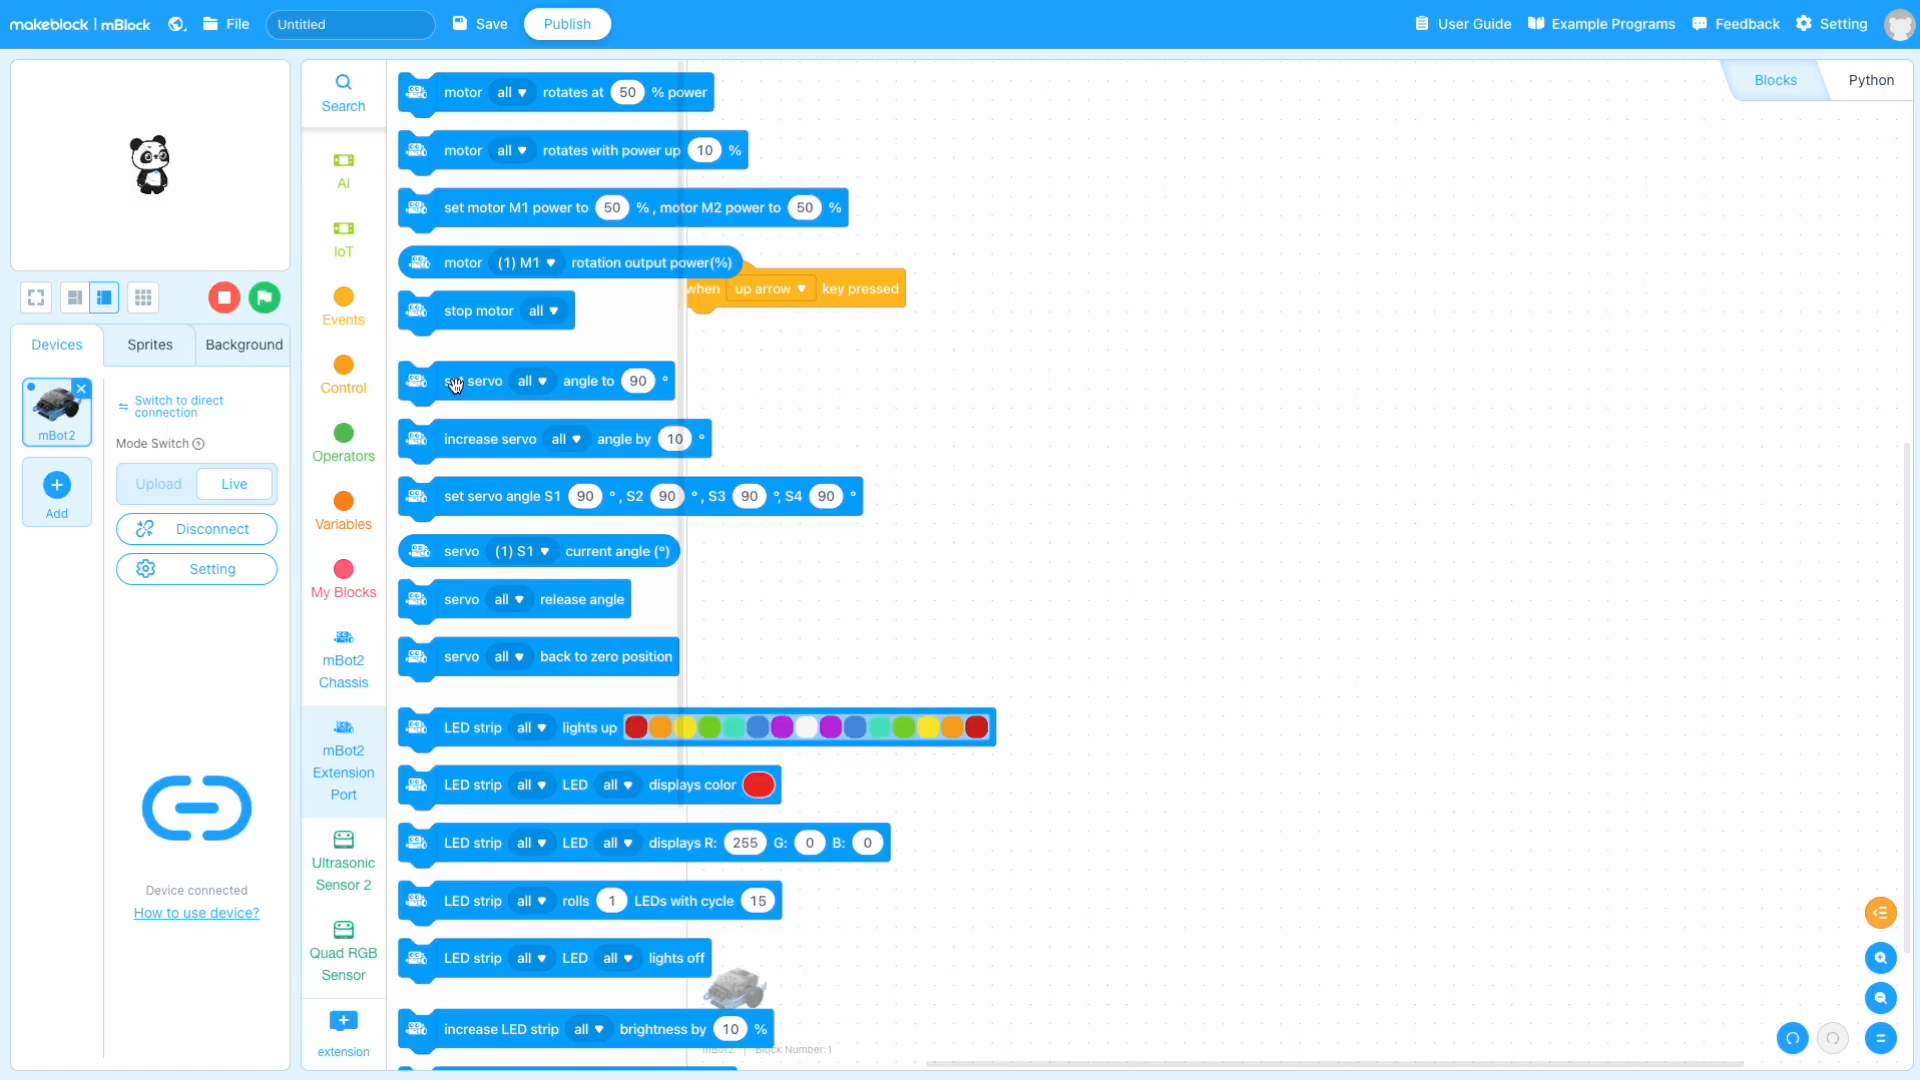 makeblock | mBlock File Untitled Save Publish User Guide Example Programs Feedback Setting
Blocks Python
Search
AI
IoT
Events
Control
Operators
Variables
My Blocks
mBot2
Chassis
mBot2
Extension
Port
Ultrasonic
Sensor 2
Quad RGB
Sensor
extension
Devices Sprites Background
mBot2
Add
Switch to direct
connection
Mode Switch
Upload Live
Disconnect
Setting
Device connected
How to use device?
motor all rotates at 50 % power
motor all rotates with power up 10 %
set motor M1 power to 50 % , motor M2 power to 50 %
motor (1) M1 rotation output power(%)
when up arrow key pressed
stop motor all
set servo all angle to 90 °
increase servo all angle by 10 °
set servo angle S1 90 ° , S2 90 ° , S3 90 °, S4 90 °
servo (1) S1 current angle (°)
servo all release angle
servo all back to zero position
LED strip all lights up
LED strip all LED all displays color
LED strip all LED all displays R: 255 G: 0 B: 0
LED strip all rolls 1 LEDs with cycle 15
LED strip all LED all lights off
increase LED strip all brightness by 10 %
mBot2 | Block Number:1